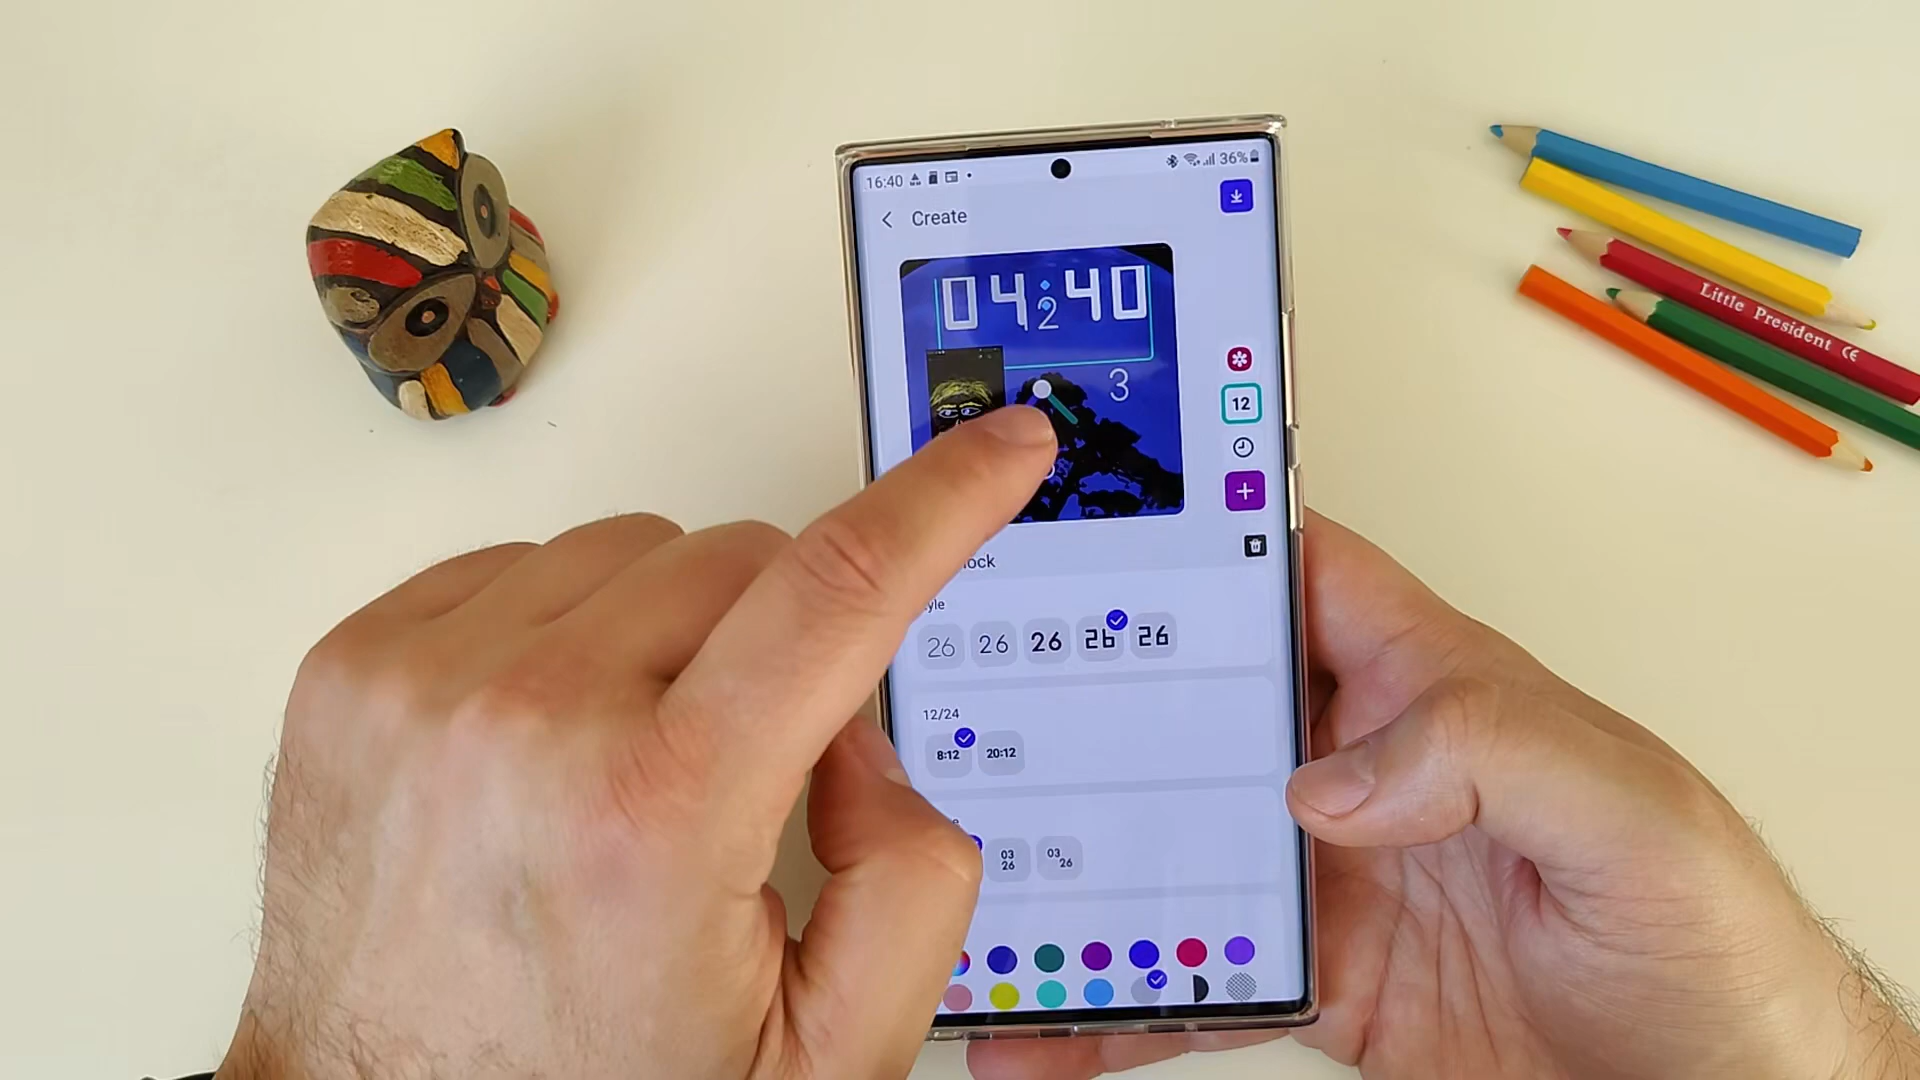 16:40
36%
Create
04:40
2
3
12
lock
yle
26 26 26 26 26
12/24
8:12 20:12
e
03
26
03
26
Little President CE